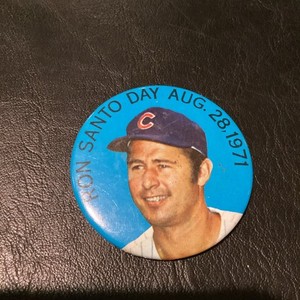 RON SANTO DAY AUG. 28, 1971
C